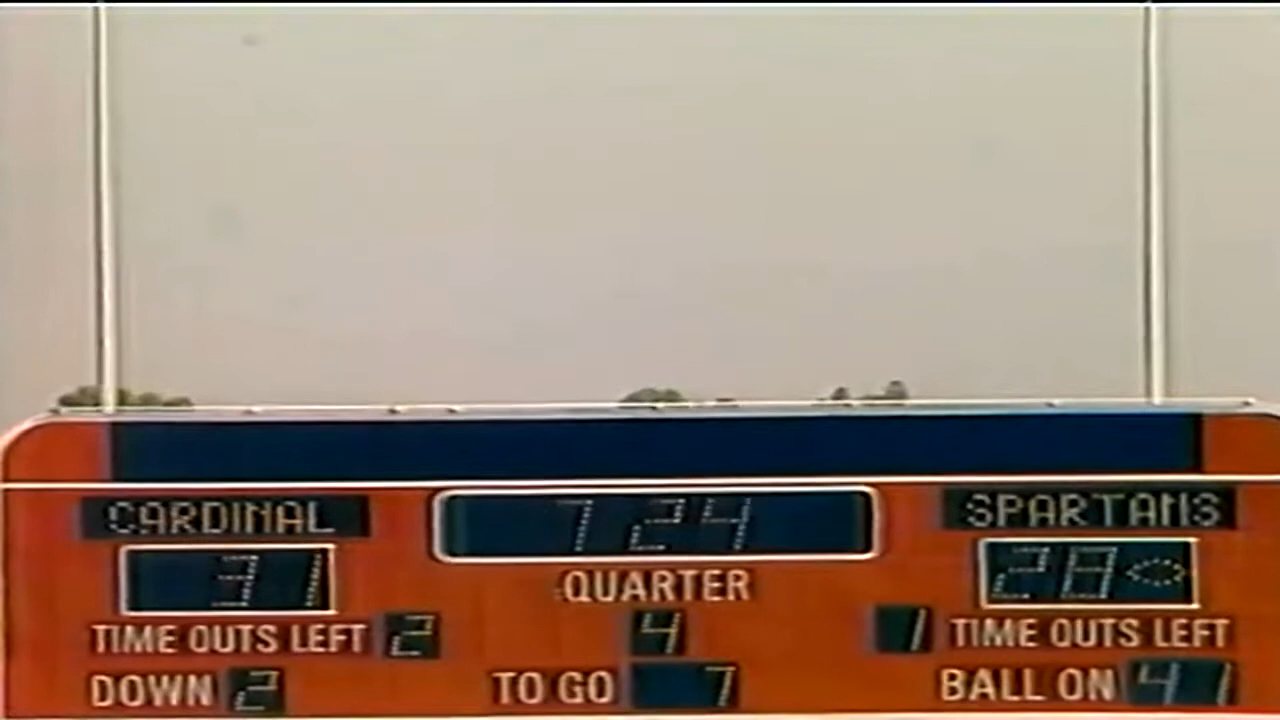 CARDINAL 7 24 SPARTANS
31 QUARTER 28
TIME OUTS LEFT 2 4 1 TIME OUTS LEFT
DOWN 2 TO GO 7 BALL ON 41